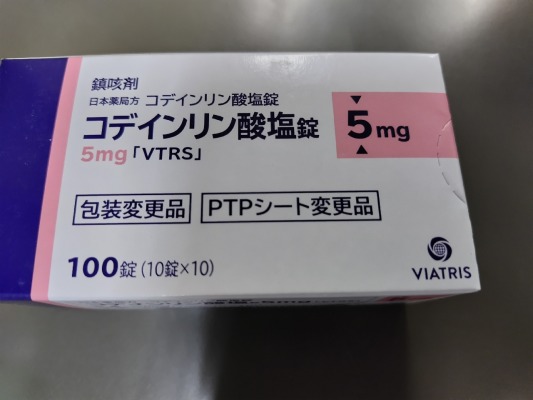 鎮咳剤
日本薬局方 コデインリン酸塩錠
コデインリン酸塩錠
5mg「VTRS」
5mg
包装変更品 PTPシート変更品
100錠(10錠×10)
VIATRIS